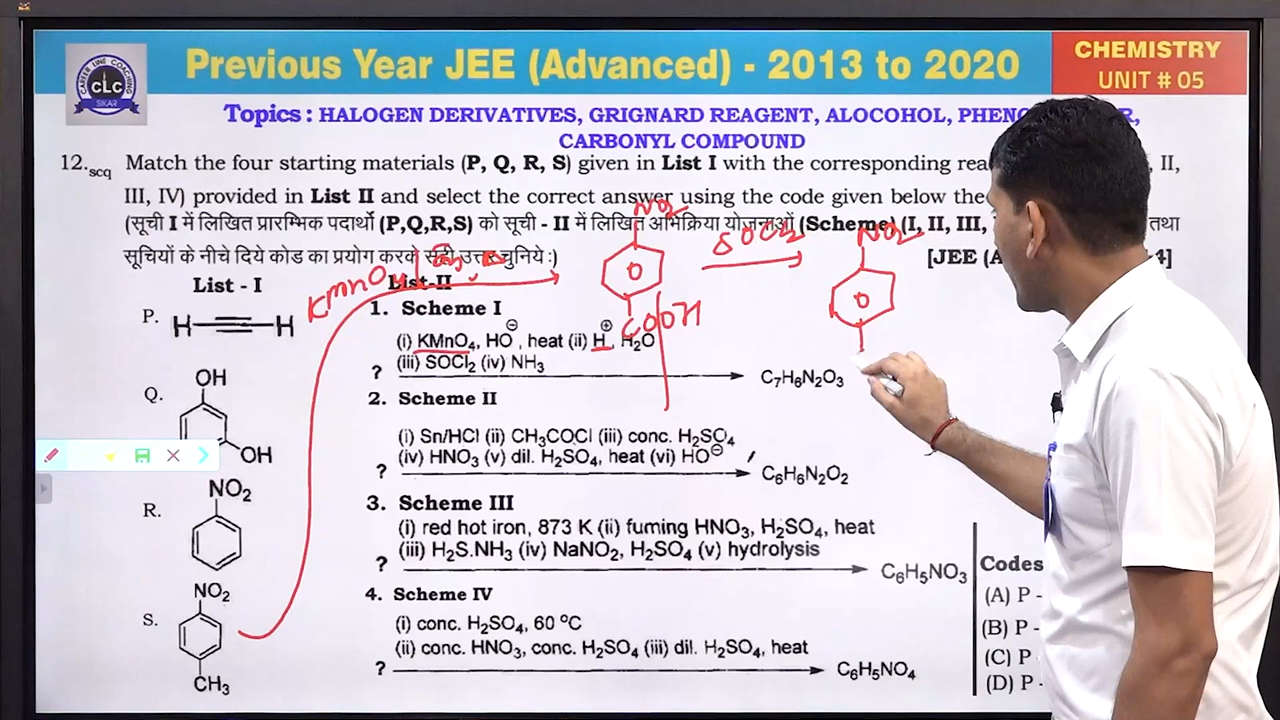 CAREER LINE COACHING
CLC
SIKAR
Previous Year JEE (Advanced) - 2013 to 2020
CHEMISTRY
UNIT # 05
Topics : HALOGEN DERIVATIVES, GRIGNARD REAGENT, ALOCOHOL, PHENO R,
CARBONYL COMPOUND
12.scq Match the four starting materials (P, Q, R, S) given in List I with the corresponding rea II,
III, IV) provided in List II and select the correct answer using the code given below the
(सूची I में लिखित प्रारम्भिक पदार्थों (P,Q,R,S) को सूची - II में लिखित अभिक्रिया योजनाओं (Scheme) (I, II, III, तथा
सूचियों के नीचे दिये कोड का प्रयोग करके सही उत्तर चुनिये :) [JEE (A 4]
NO2
SOCl2
NO2
KMnO4
COOH
List - I List-II
P. H H
1. Scheme I
(i) KMnO₄, HO⊖, heat (ii) H⊕, H₂O
(iii) SOCl₂ (iv) NH₃
? C₇H₆N₂O₃
Q. OH
OH
2. Scheme II
(i) Sn/HCl (ii) CH₃COCl (iii) conc. H₂SO₄
(iv) HNO₃ (v) dil. H₂SO₄, heat (vi) HO⊖
? C₆H₆N₂O₂
R. NO₂
3. Scheme III
(i) red hot iron, 873 K (ii) fuming HNO₃, H₂SO₄, heat
(iii) H₂S.NH₃ (iv) NaNO₂, H₂SO₄ (v) hydrolysis
? C₆H₅NO₃
S. NO₂
CH₃
4. Scheme IV
(i) conc. H₂SO₄, 60 ºC
(ii) conc. HNO₃, conc. H₂SO₄ (iii) dil. H₂SO₄, heat
? C₆H₅NO₄
Codes
(A) P -
(B) P -
(C) P
(D) P -